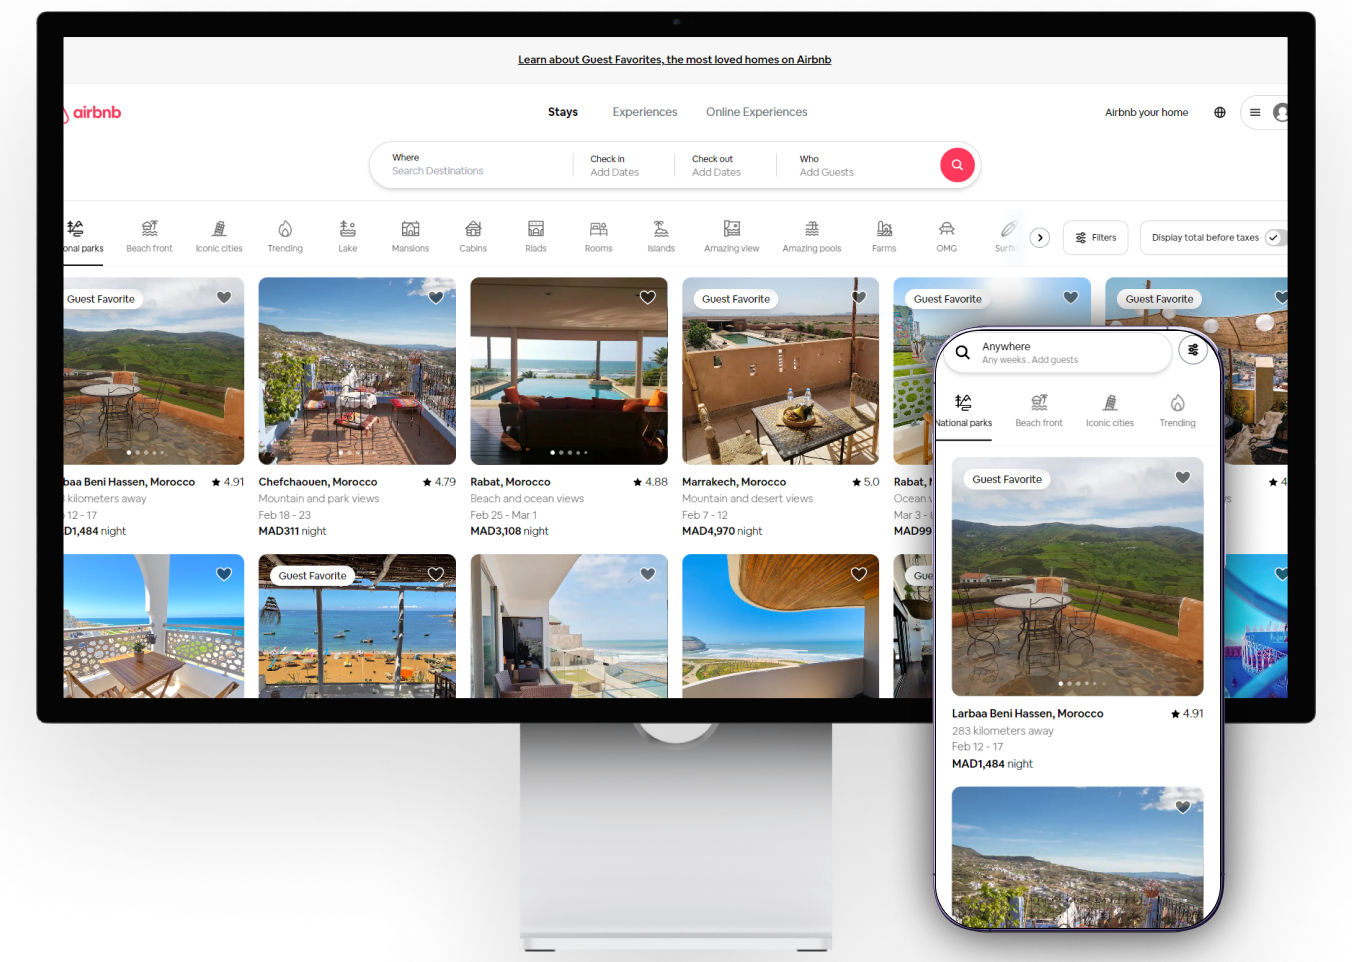 Learn about Guest Favorites, the most loved homes on Airbnb
airbnb
Stays Experiences Online Experiences
Airbnb your home
Where
Search Destinations
Check in
Add Dates
Check out
Add Dates
Who
Add Guests
onal parks Beach front Iconic cities Trending Lake Mansions Cabins Riads Rooms Islands Amazing view Amazing pools Farms OMG Surfin
Filters
Display total before taxes
Guest Favorite
Guest Favorite
Guest Favorite
Guest Favorite
baa Beni Hassen, Morocco 4.91
kilometers away
12 - 17
D1,484 night
Chefchaouen, Morocco 4.79
Mountain and park views
Feb 18 - 23
MAD311 night
Rabat, Morocco 4.88
Beach and ocean views
Feb 25 - Mar 1
MAD3,108 night
Marrakech, Morocco 5.0
Mountain and desert views
Feb 7 - 12
MAD4,970 night
Rabat,
Ocean
Mar 3 -
MAD99
4
Guest Favorite
Gue
Anywhere
Any weeks . Add guests
National parks Beach front Iconic cities Trending
Guest Favorite
Larbaa Beni Hassen, Morocco 4.91
283 kilometers away
Feb 12 - 17
MAD1,484 night